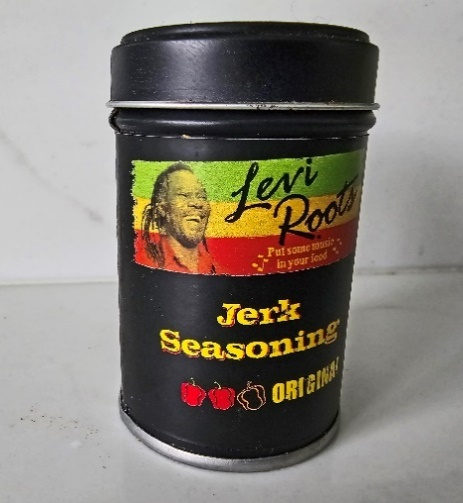 Levi
Roots
Put some music
in your food
Jerk
Seasoning
ORIGINAL